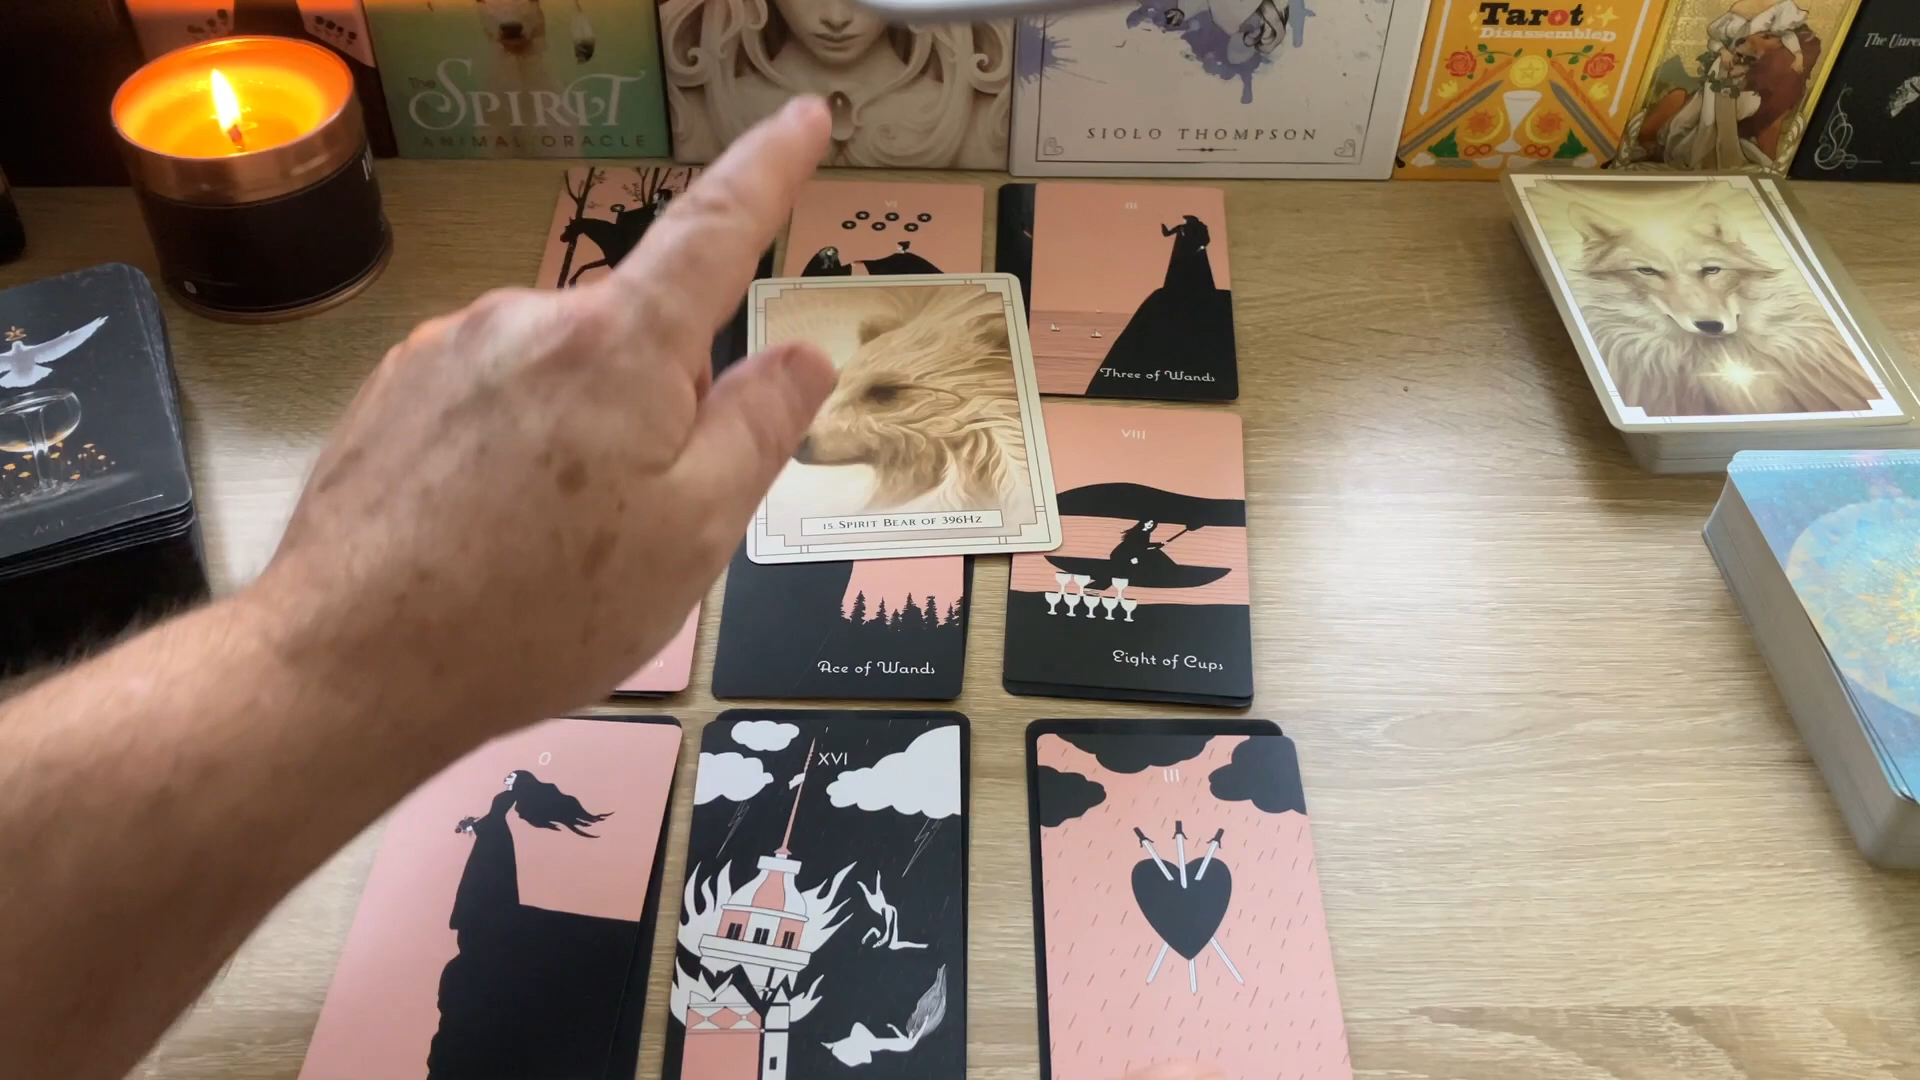 The
SPIRIT
ANIMAL ORACLE
SIOLO THOMPSON
Tarot
DisassembleD
VI
III
Three of Wands
15. SPIRIT BEAR OF 396HZ
VIII
Ace of Wands
Eight of Cups
0
XVI
III